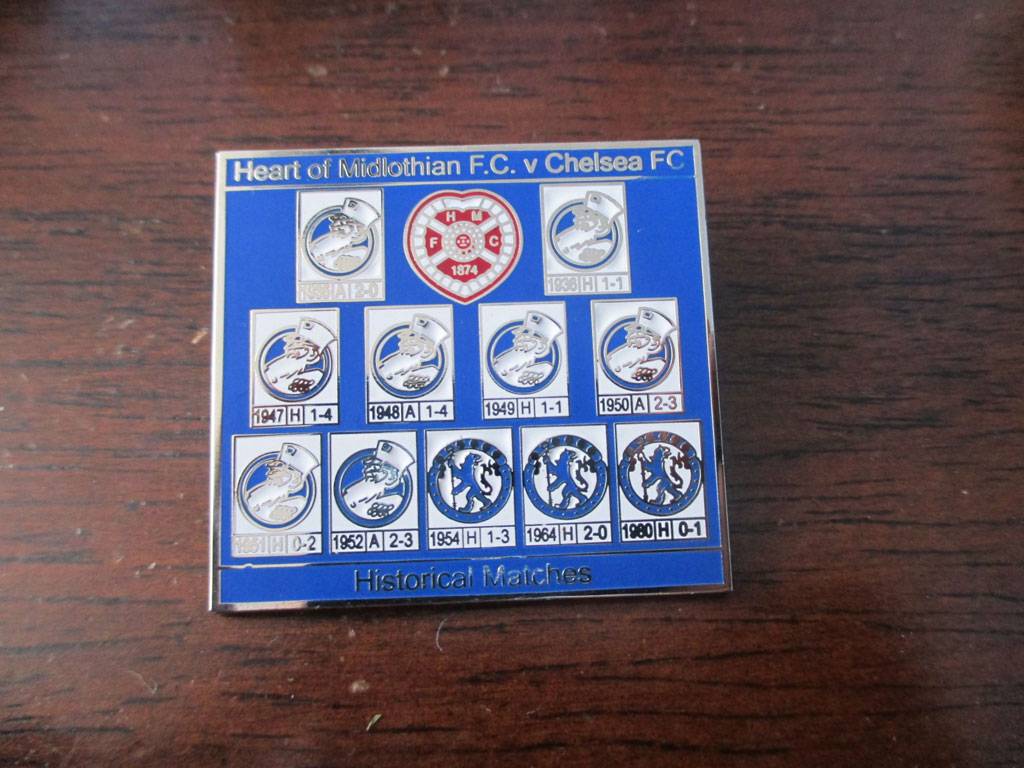 Heart of Midlothian F.C. v Chelsea FC
A 2-0
H M
F C
1874
1936 H 1-1
1947 H 1-4
1948 A 1-4
1949 H 1-1
1950 A 2-3
1951 H 0-2
1952 A 2-3
1954 H 1-3
1964 H 2-0
1980 H 0-1
Historical Matches